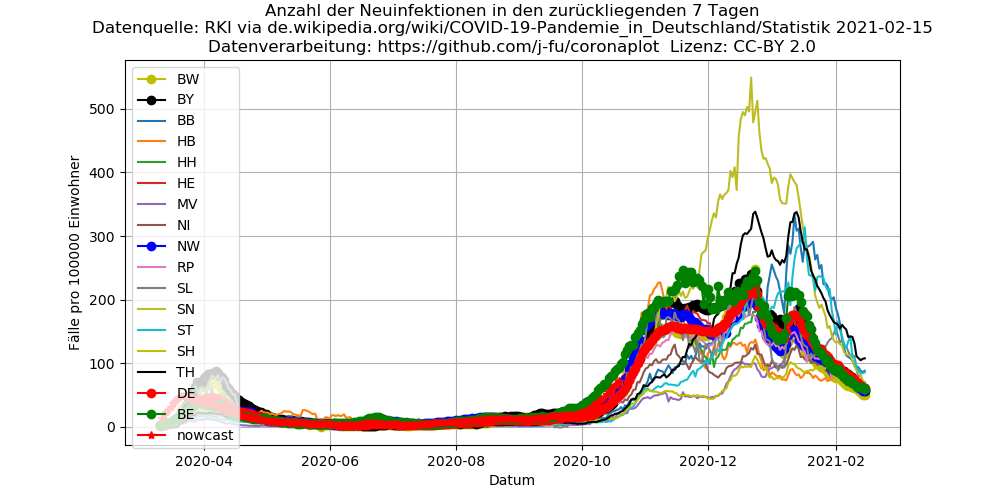 Anzahl der Neuinfektionen in den zurückliegenden 7 Tagen
Datenquelle: RKI via de.wikipedia.org/wiki/COVID-19-Pandemie_in_Deutschland/Statistik 2021-02-15
Datenverarbeitung: https://github.com/j-fu/coronaplot  Lizenz: CC-BY 2.0
Fälle pro 100000 Einwohner
500
400
300
200
100
0
BW
BY
BB
HB
HH
HE
MV
NI
NW
RP
SL
SN
ST
SH
TH
DE
BE
nowcast
2020-04 2020-06 2020-08 2020-10 2020-12 2021-02
Datum